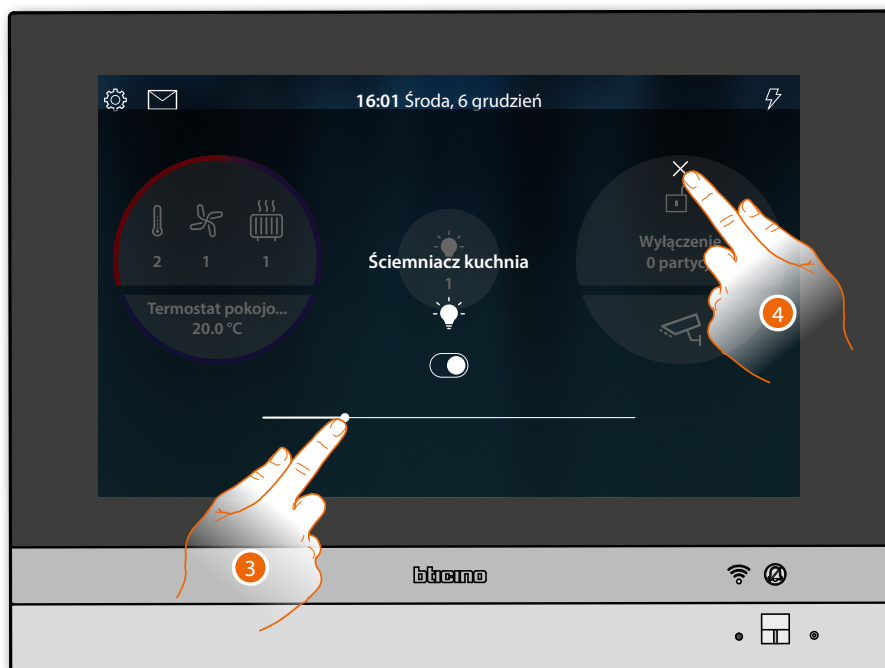 16:01 Środa, 6 grudzień
2 1 1
Termostat pokojo...
20.0 °C
Ściemniacz kuchnia
1
Wyłączenie
0 partycj
4
3
bticino